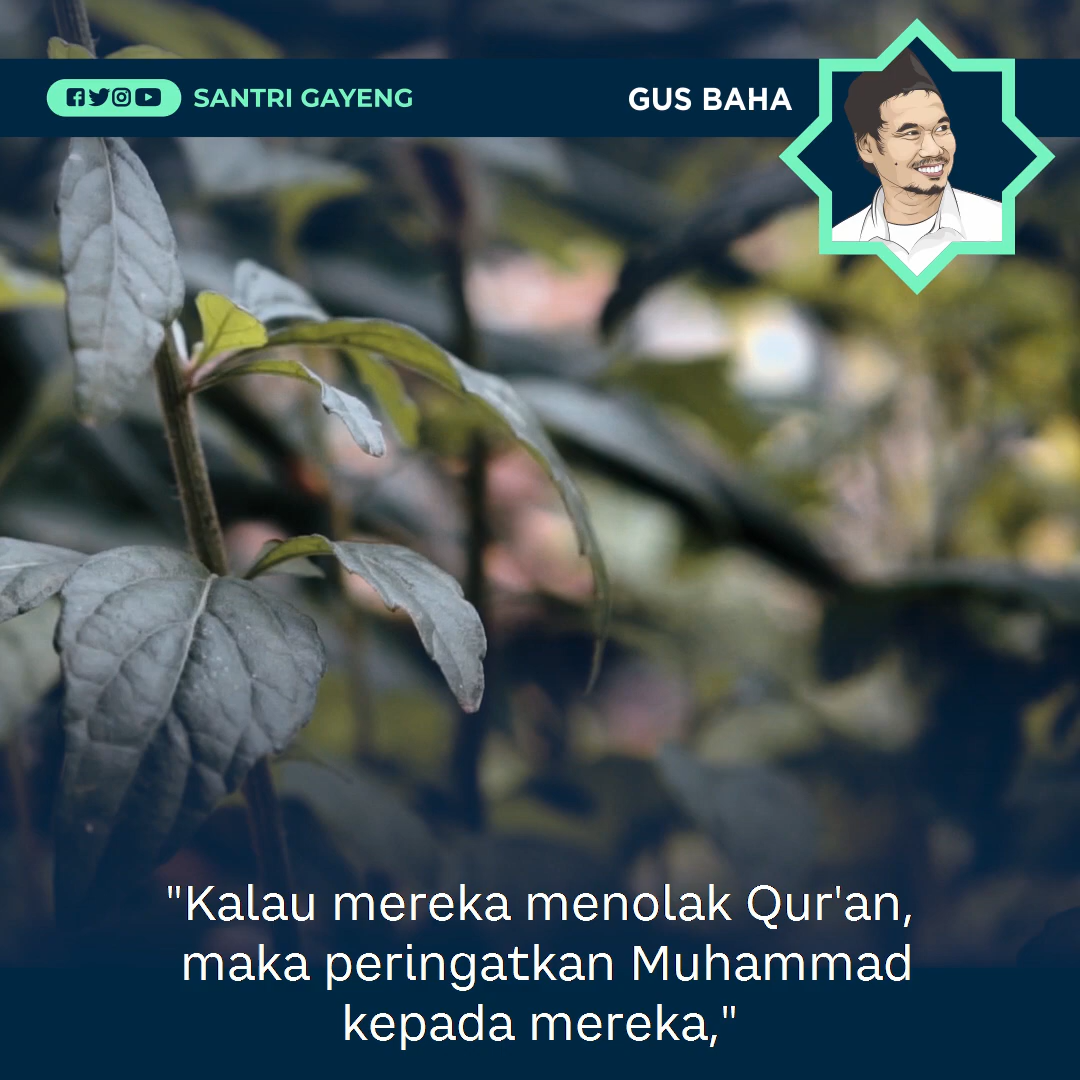 SANTRI GAYENG
GUS BAHA
"Kalau mereka menolak Qur'an,
maka peringatkan Muhammad
kepada mereka,"